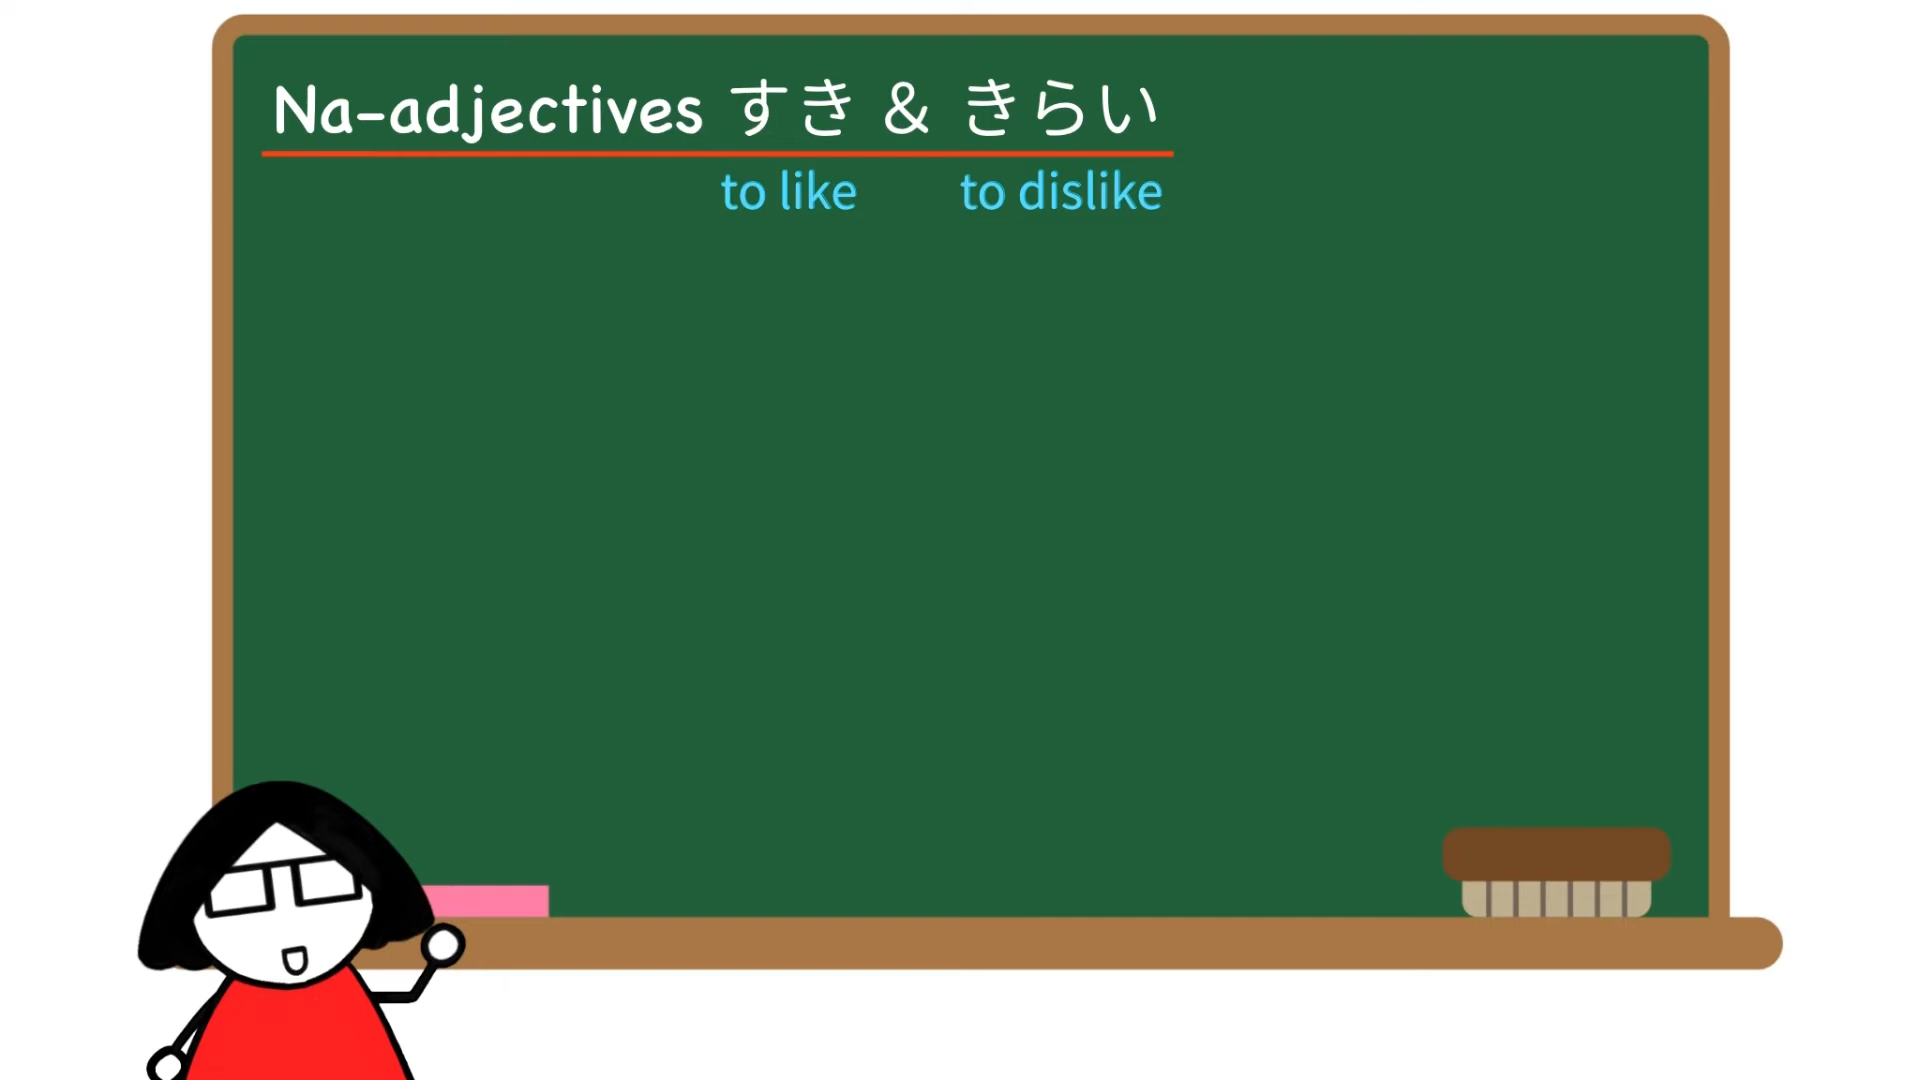 Na-adjectives すき & きらい
to like to dislike